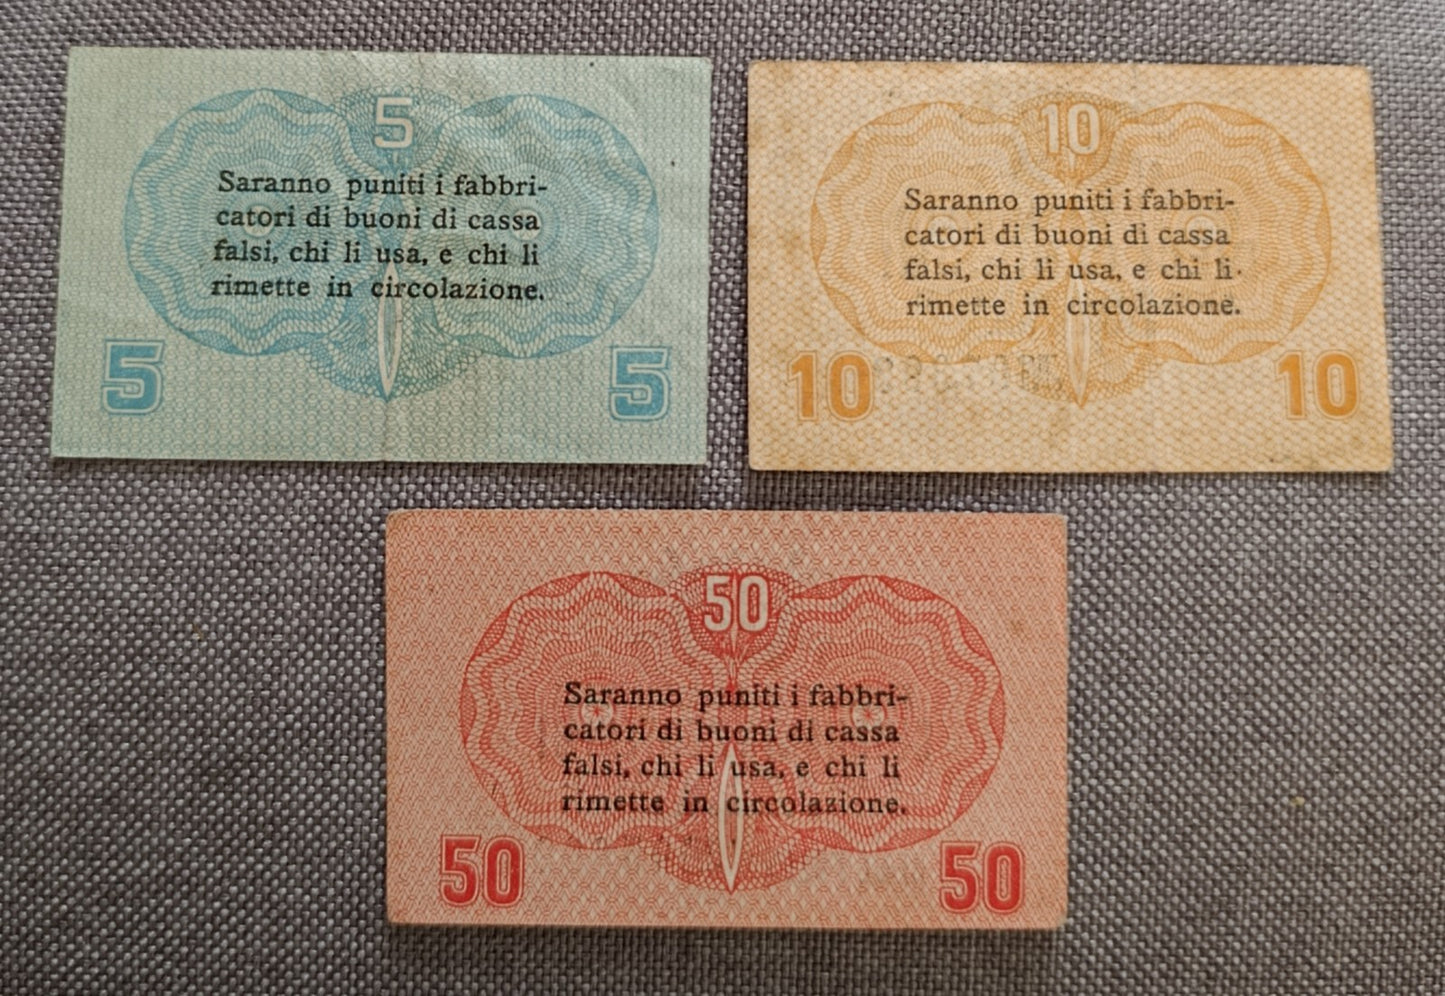 5
Saranno puniti i fabbri-
catori di buoni di cassa
falsi, chi li usa, e chi li
rimette in circolazione.
5 5
10
Saranno puniti i fabbri-
catori di buoni di cassa
falsi, chi li usa, e chi li
rimette in circolazione.
10 10
50
Saranno puniti i fabbri-
catori di buoni di cassa
falsi, chi li usa, e chi li
rimette in circolazione.
50 50